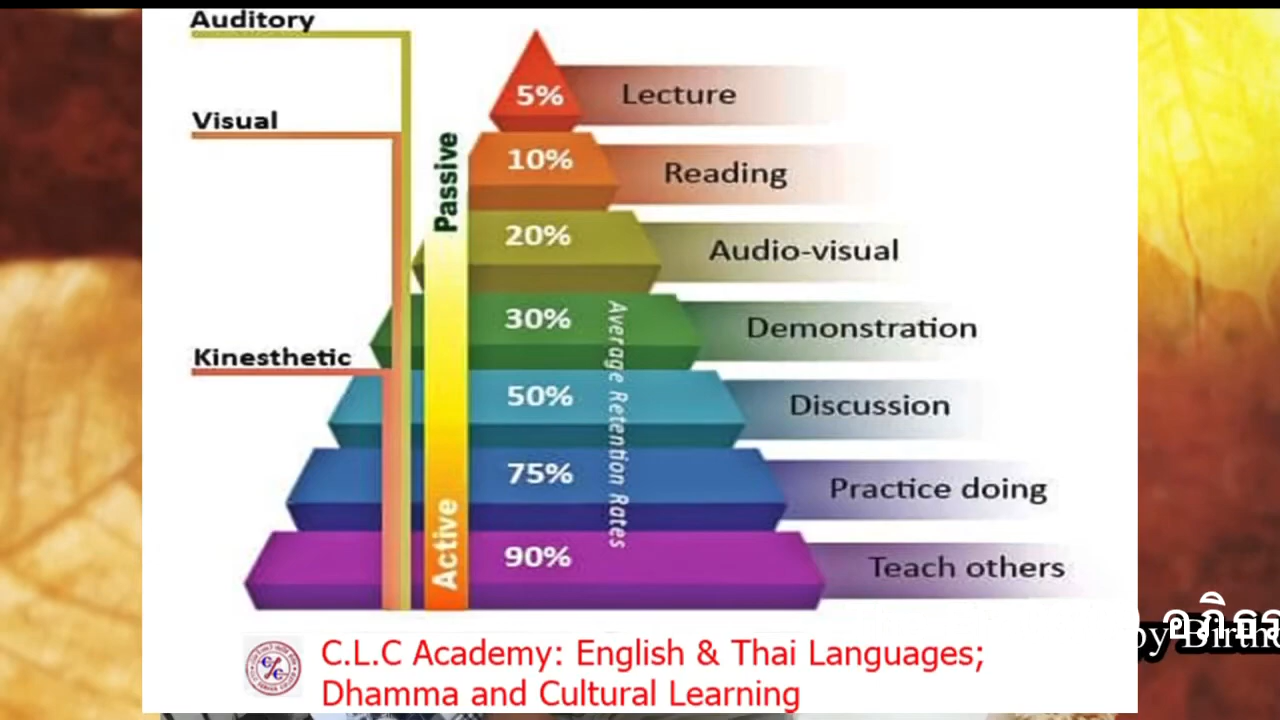 Auditory
Visual
Kinesthetic
Passive
Active
5%
Lecture
10%
Reading
20%
Audio-visual
30%
Demonstration
50%
Discussion
75%
Practice doing
90%
Teach others
Average Retention Rates
C.L.C Academy: English & Thai Languages;
Dhamma and Cultural Learning